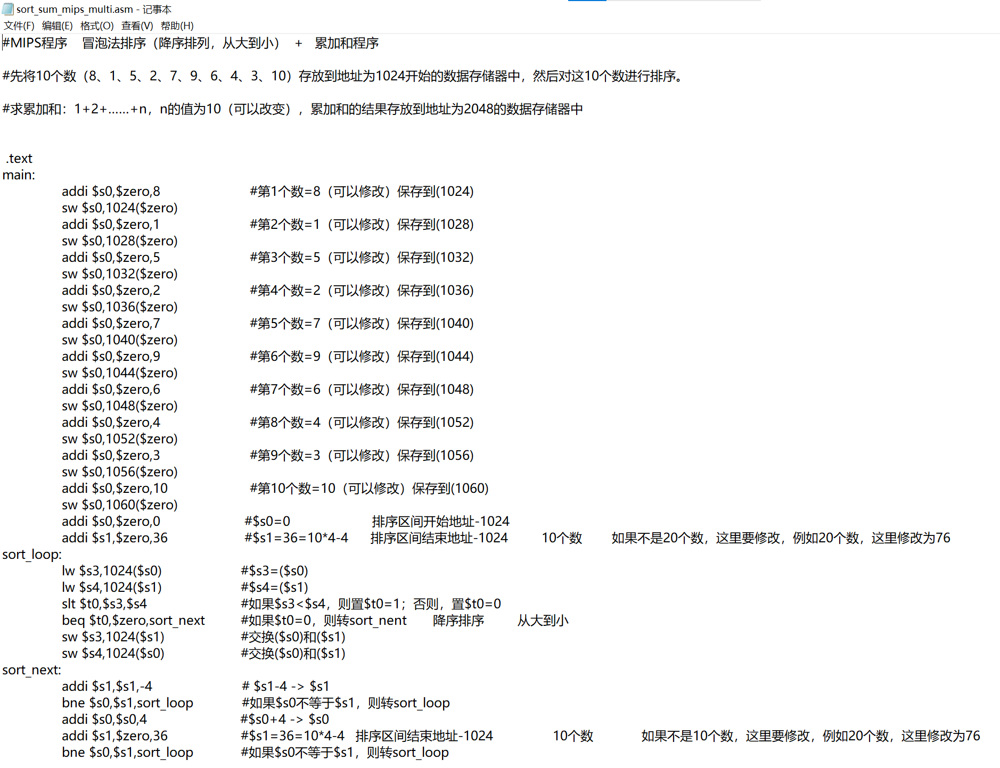 sort_sum_mips_multi.asm - 记事本
文件(F) 编辑(E) 格式(O) 查看(V) 帮助(H)
#MIPS程序 冒泡法排序（降序排列，从大到小） + 累加和程序
#先将10个数（8、1、5、2、7、9、6、4、3、10）存放到地址为1024开始的数据存储器中，然后对这10个数进行排序。
#求累加和：1+2+……+n，n的值为10（可以改变），累加和的结果存放到地址为2048的数据存储器中
.text
main:
addi $s0,$zero,8 #第1个数=8（可以修改）保存到(1024)
sw $s0,1024($zero)
addi $s0,$zero,1 #第2个数=1（可以修改）保存到(1028)
sw $s0,1028($zero)
addi $s0,$zero,5 #第3个数=5（可以修改）保存到(1032)
sw $s0,1032($zero)
addi $s0,$zero,2 #第4个数=2（可以修改）保存到(1036)
sw $s0,1036($zero)
addi $s0,$zero,7 #第5个数=7（可以修改）保存到(1040)
sw $s0,1040($zero)
addi $s0,$zero,9 #第6个数=9（可以修改）保存到(1044)
sw $s0,1044($zero)
addi $s0,$zero,6 #第7个数=6（可以修改）保存到(1048)
sw $s0,1048($zero)
addi $s0,$zero,4 #第8个数=4（可以修改）保存到(1052)
sw $s0,1052($zero)
addi $s0,$zero,3 #第9个数=3（可以修改）保存到(1056)
sw $s0,1056($zero)
addi $s0,$zero,10 #第10个数=10（可以修改）保存到(1060)
sw $s0,1060($zero)
addi $s0,$zero,0 #$s0=0 排序区间开始地址-1024
addi $s1,$zero,36 #$s1=36=10*4-4 排序区间结束地址-1024 10个数 如果不是20个数，这里要修改，例如20个数，这里修改为76
sort_loop:
lw $s3,1024($s0) #$s3=($s0)
lw $s4,1024($s1) #$s4=($s1)
slt $t0,$s3,$s4 #如果$s3<$s4，则置$t0=1；否则，置$t0=0
beq $t0,$zero,sort_next #如果$t0=0，则转sort_nent 降序排序 从大到小
sw $s3,1024($s1) #交换($s0)和($s1)
sw $s4,1024($s0) #交换($s0)和($s1)
sort_next:
addi $s1,$s1,-4 # $s1-4 -> $s1
bne $s0,$s1,sort_loop #如果$s0不等于$s1，则转sort_loop
addi $s0,$s0,4 #$s0+4 -> $s0
addi $s1,$zero,36 #$s1=36=10*4-4 排序区间结束地址-1024 10个数 如果不是10个数，这里要修改，例如20个数，这里修改为76
bne $s0,$s1,sort_loop #如果$s0不等于$s1，则转sort_loop